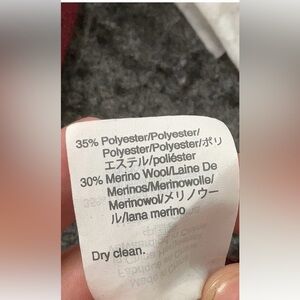 35% Polyester/Polyester/
Polyester/Polyester/ポリ
エステル/poliéster
30% Merino Wool/Laine De
Merinos/Merinowolle/
Merinowol/メリノウー
ル/lana merino
Dry clean.